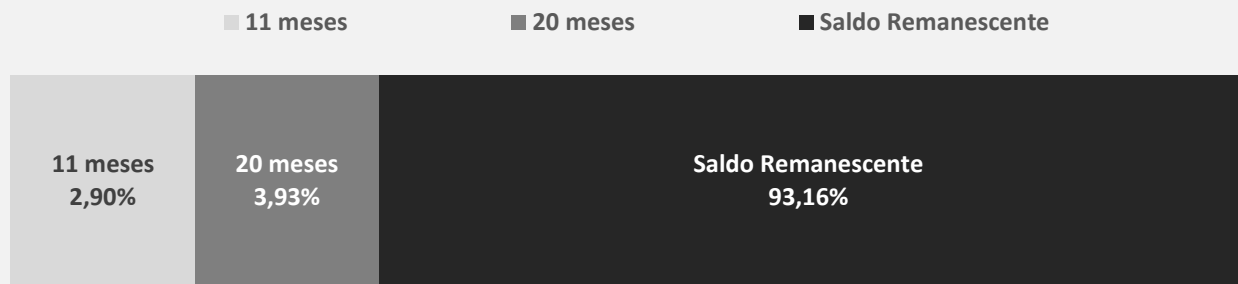 11 meses 20 meses Saldo Remanescente
11 meses
2,90%
20 meses
3,93%
Saldo Remanescente
93,16%